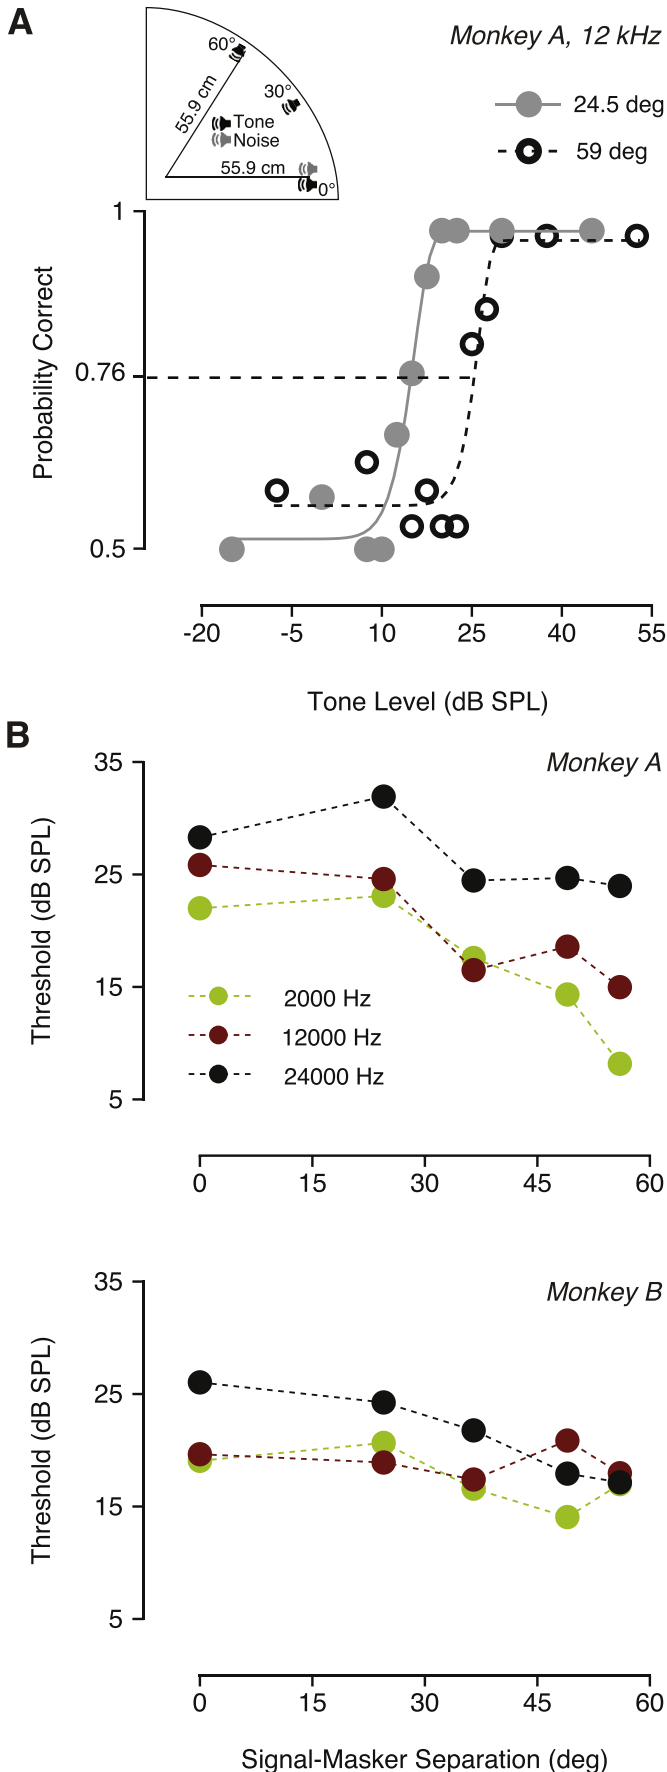 A
Monkey A, 12 kHz
60°
30°
55.9 cm
Tone
Noise
55.9 cm
0°
24.5 deg
59 deg
1
0.76
0.5
Probability Correct
-20 -5 10 25 40 55
Tone Level (dB SPL)
B
Monkey A
35
25
15
5
Threshold (dB SPL)
2000 Hz
12000 Hz
24000 Hz
0 15 30 45 60
Monkey B
35
25
15
5
Threshold (dB SPL)
0 15 30 45 60
Signal-Masker Separation (deg)